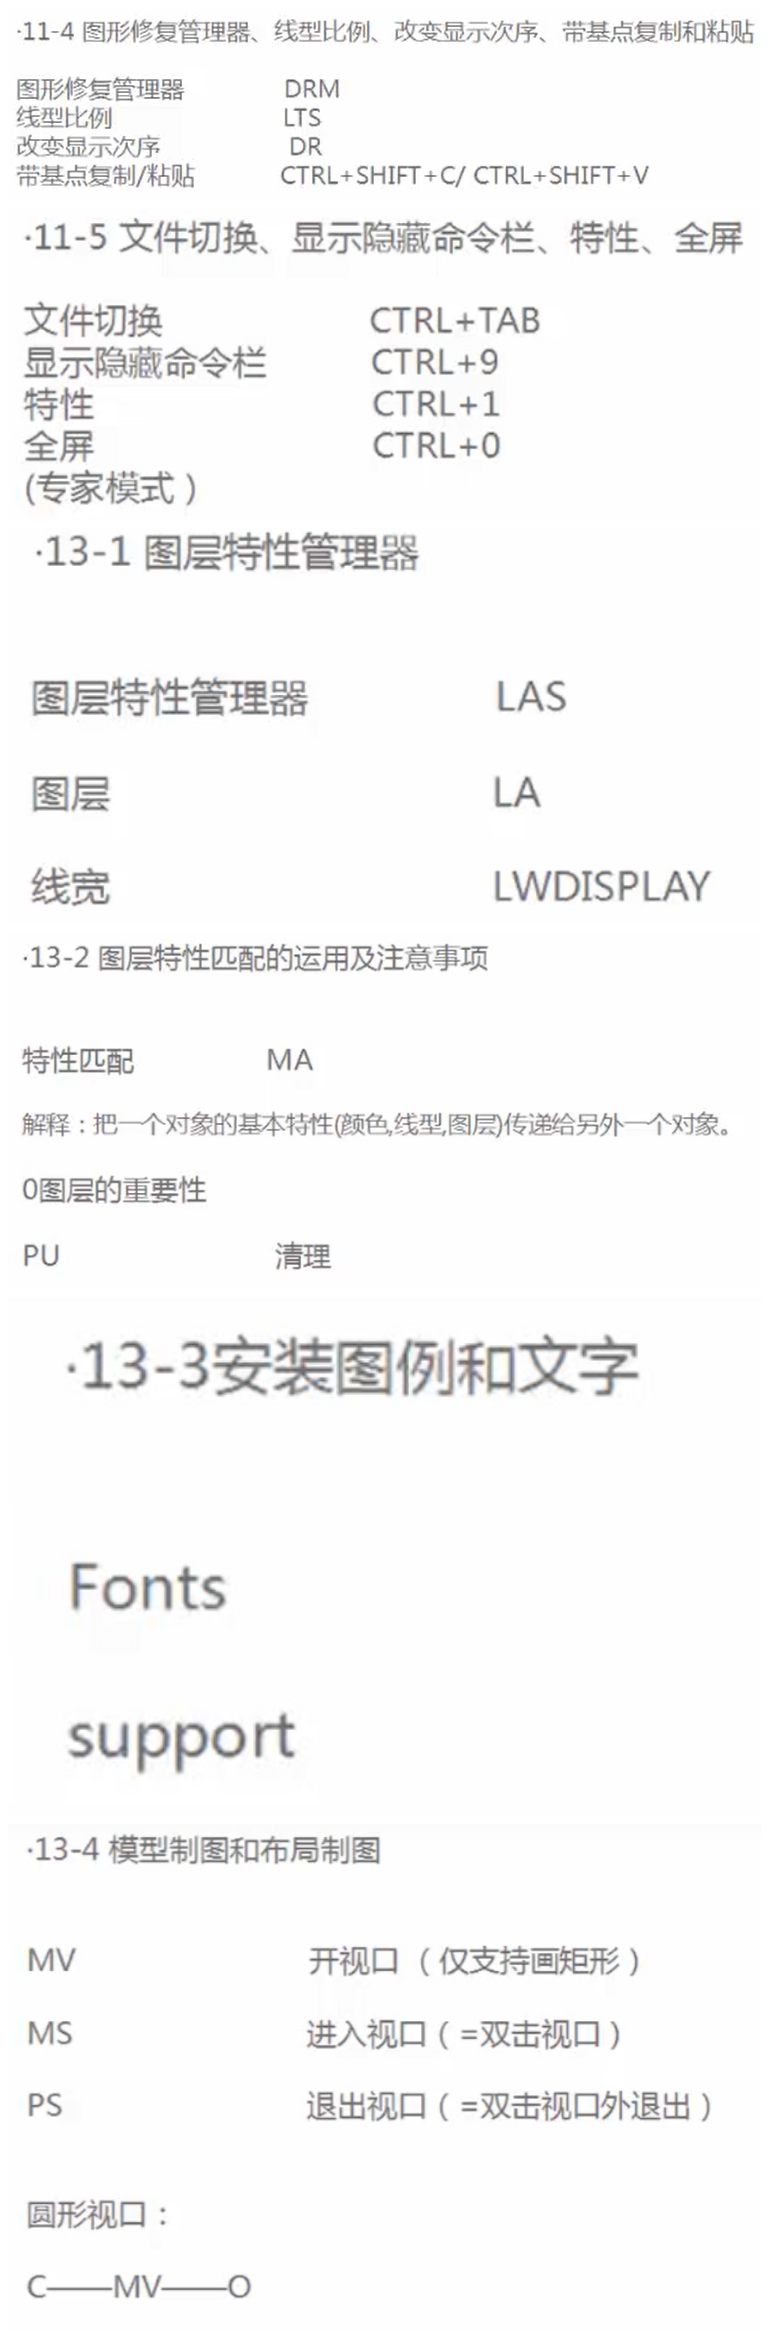 ·11-4 图形修复管理器、线型比例、改变显示次序、带基点复制和粘贴
图形修复管理器 DRM
线型比例 LTS
改变显示次序 DR
带基点复制/粘贴 CTRL+SHIFT+C/ CTRL+SHIFT+V
·11-5 文件切换、显示隐藏命令栏、特性、全屏
文件切换 CTRL+TAB
显示隐藏命令栏 CTRL+9
特性 CTRL+1
全屏 CTRL+0
(专家模式）
·13-1 图层特性管理器
图层特性管理器 LAS
图层 LA
线宽 LWDISPLAY
·13-2 图层特性匹配的运用及注意事项
特性匹配 MA
解释：把一个对象的基本特性(颜色,线型,图层)传递给另外一个对象。
0图层的重要性
PU 清理
·13-3安装图例和文字
Fonts
support
·13-4 模型制图和布局制图
MV 开视口 （仅支持画矩形）
MS 进入视口（=双击视口）
PS 退出视口（=双击视口外退出）
圆形视口：
C——MV——O